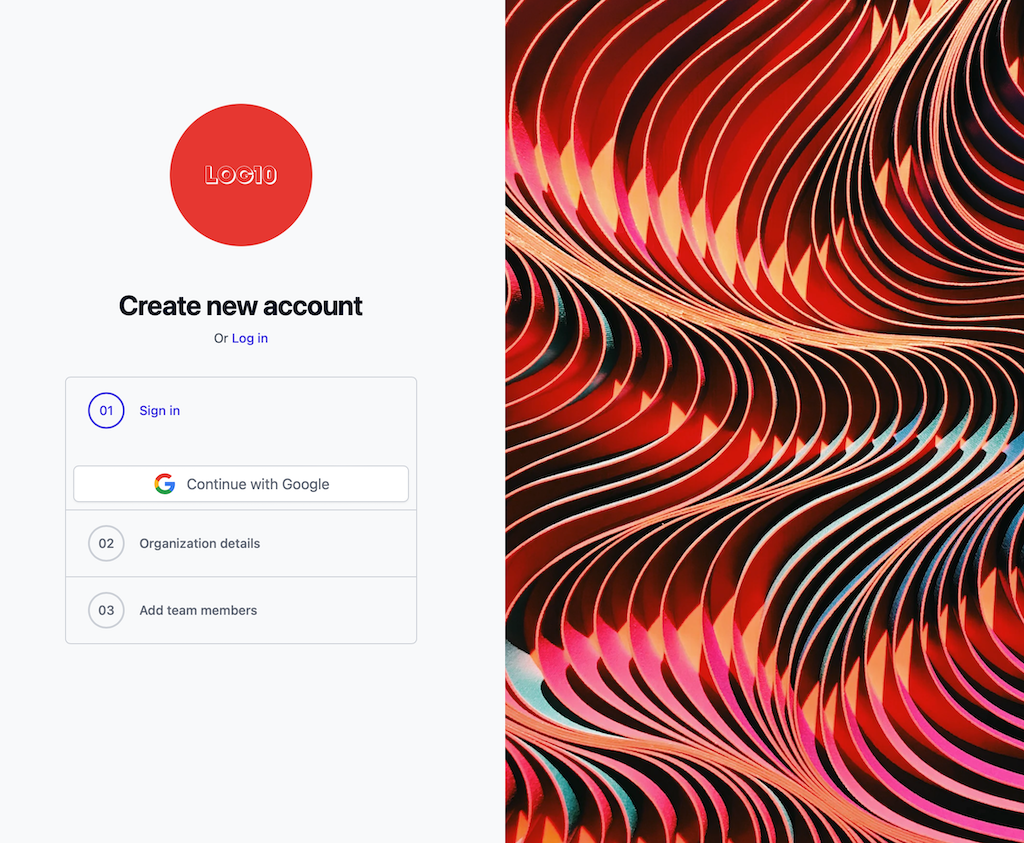 LOG10
Create new account
Or Log in
01 Sign in
Continue with Google
02 Organization details
03 Add team members